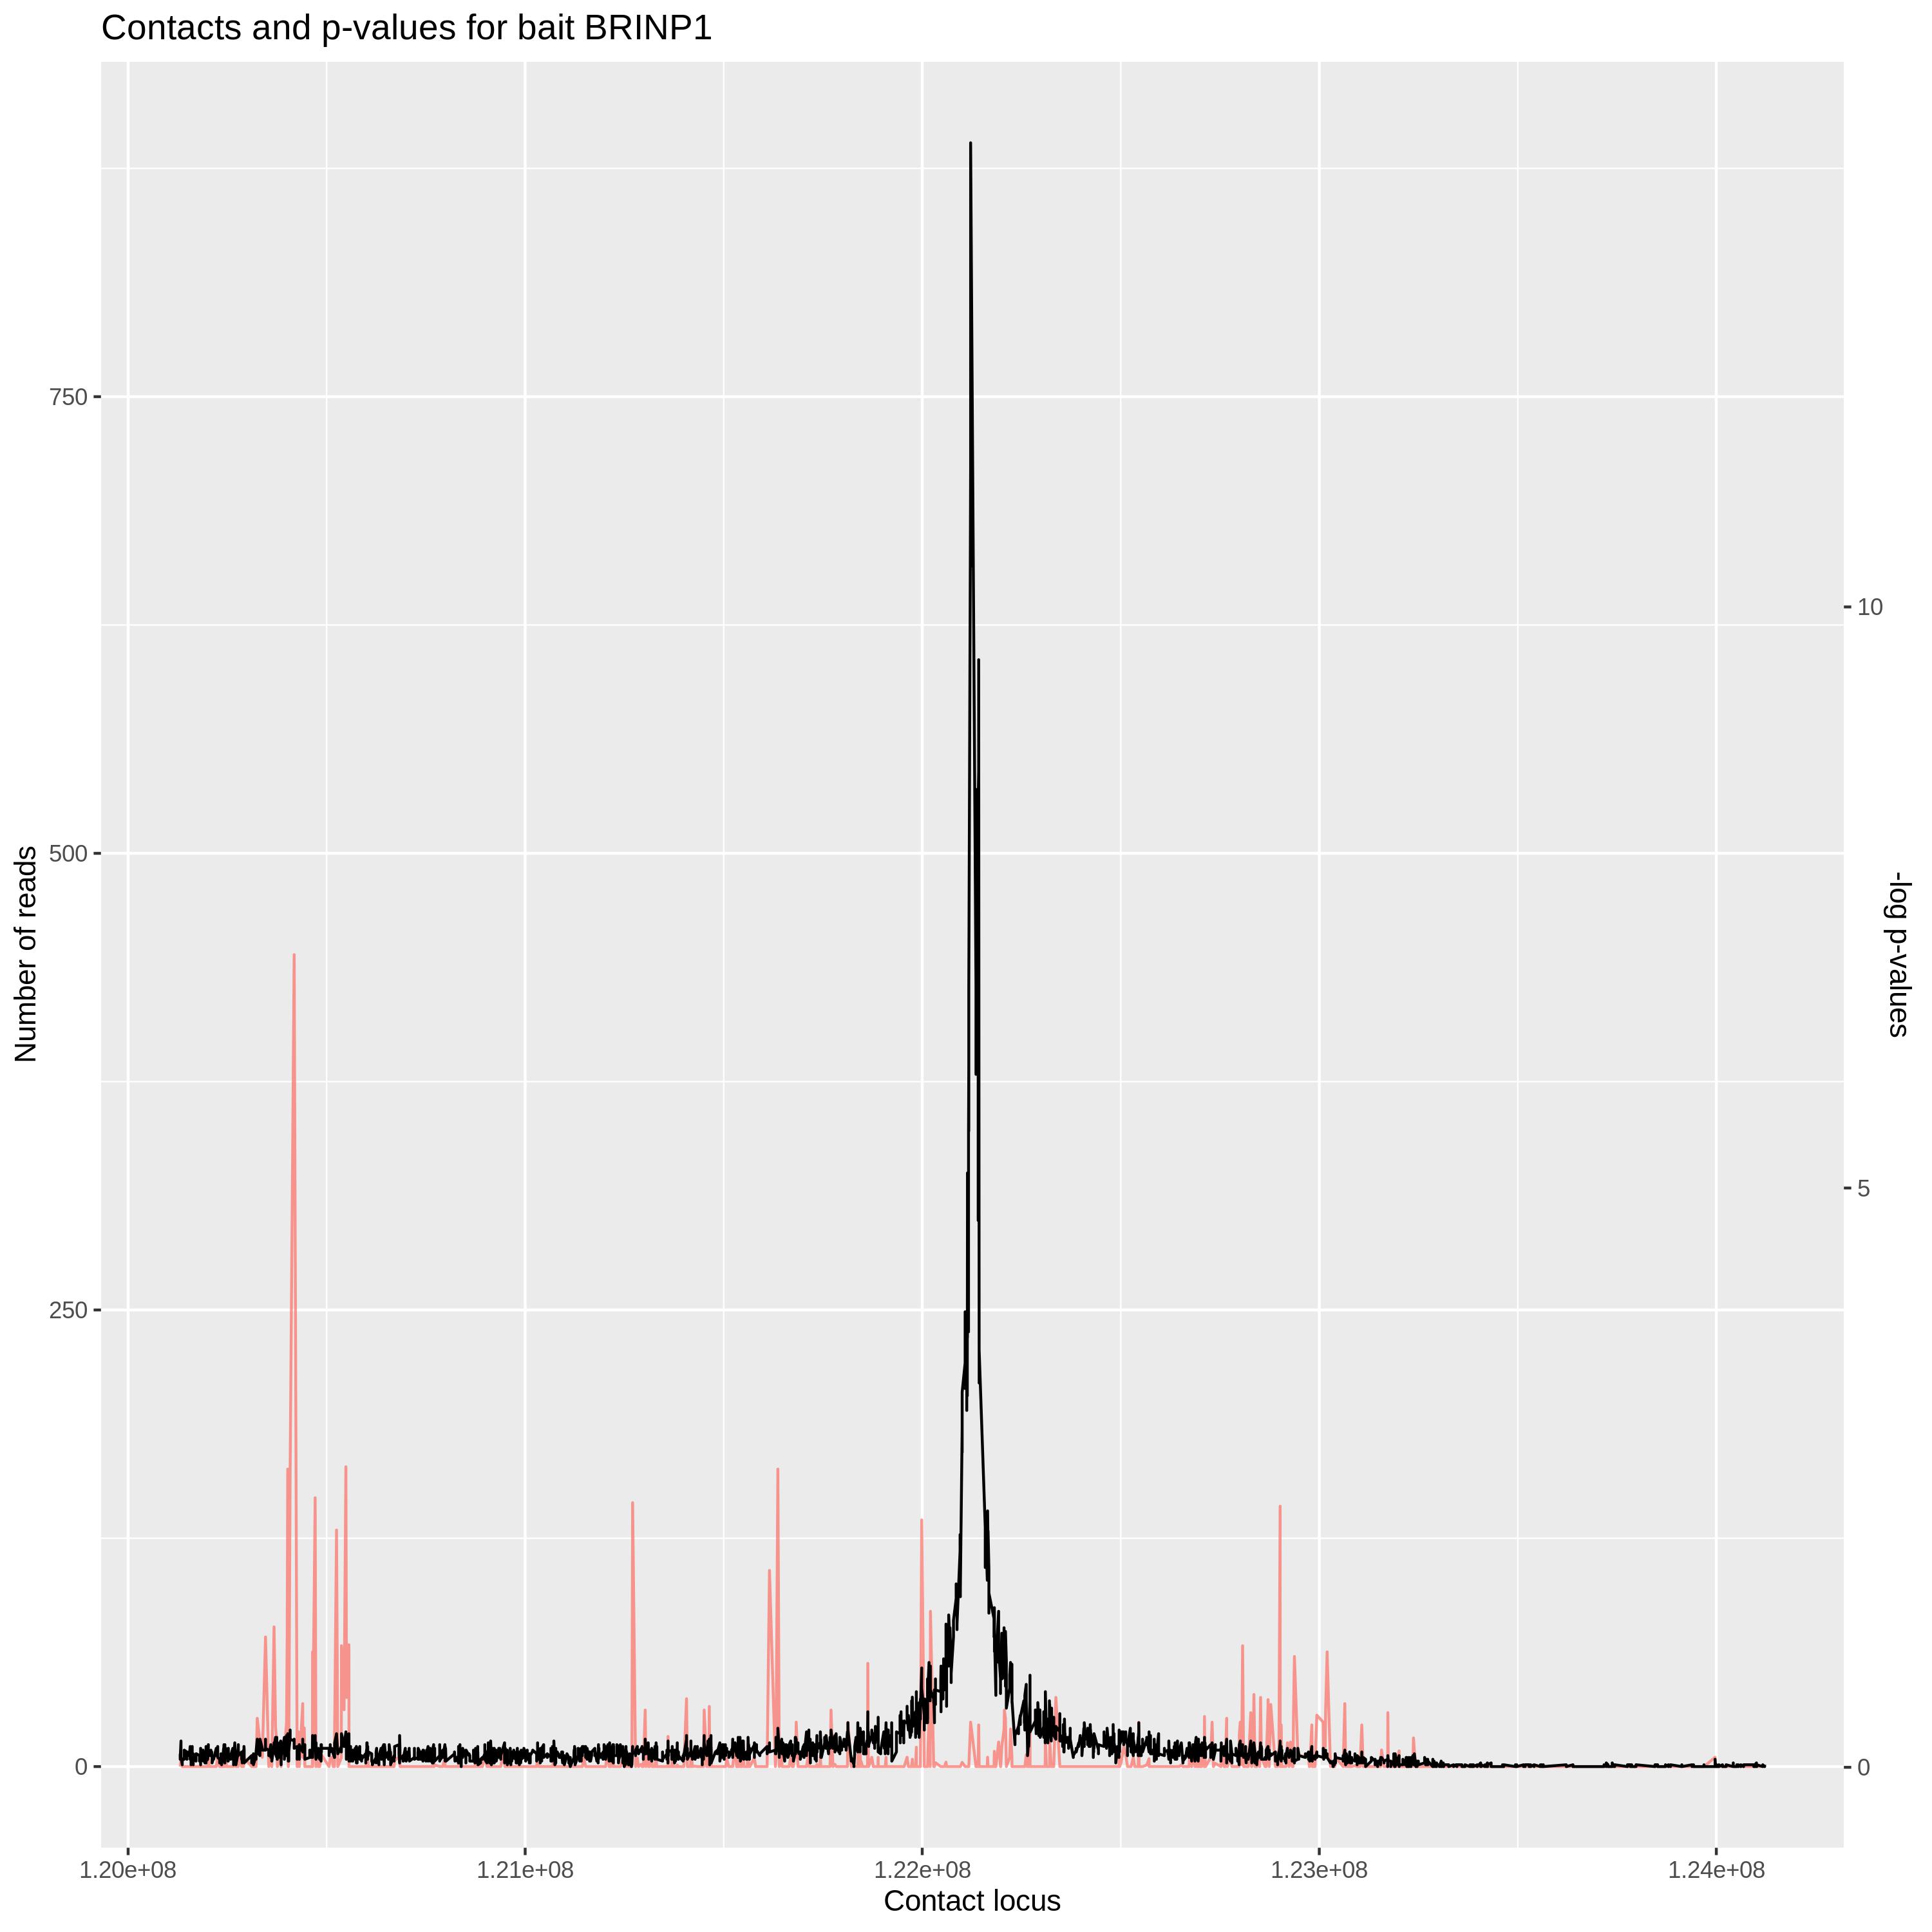 Contacts and p-values for bait BRINP1
Number of reads
750
500
250
0
10
5
0
-log p-values
1.20e+08 1.21e+08 1.22e+08 1.23e+08 1.24e+08
Contact locus